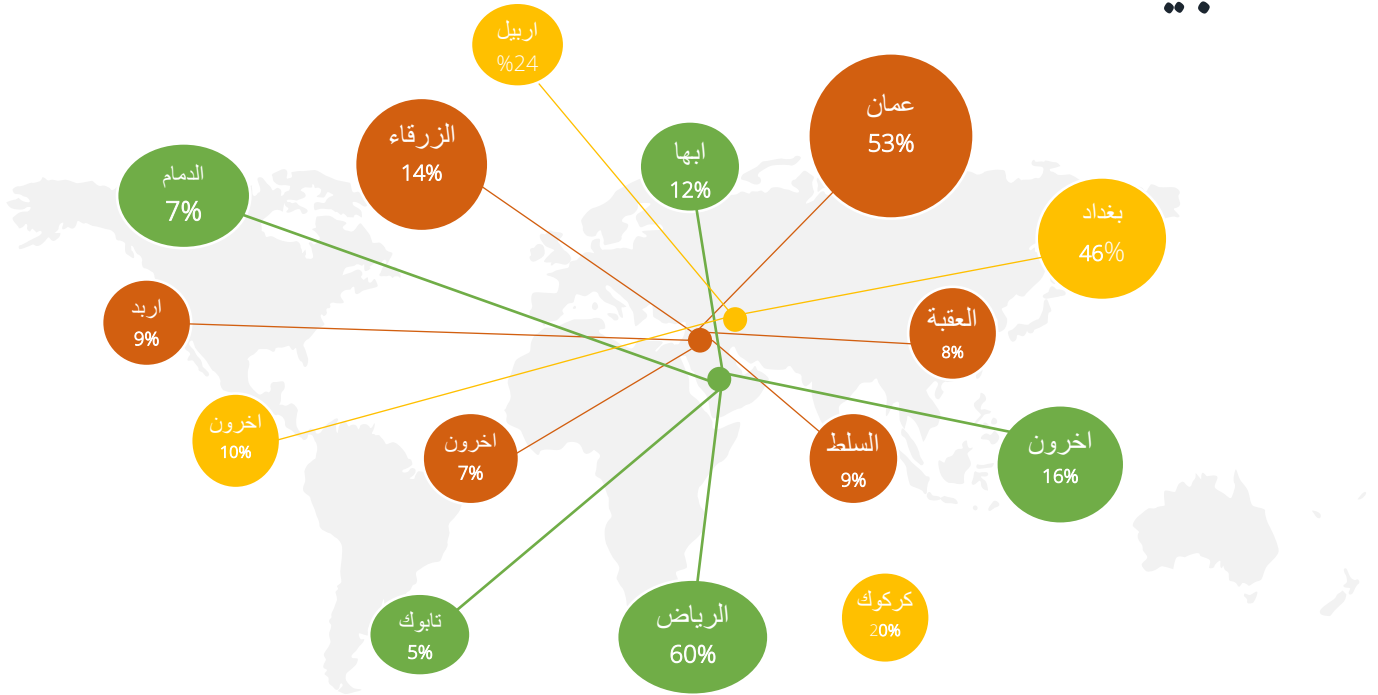 اربيل
%24
عمان
53%
الزرقاء
14%
ابها
12%
الدمام
7%
بغداد
46%
اربد
9%
العقبة
8%
اخرون
10%
اخرون
7%
السلط
9%
اخرون
16%
تابوك
5%
الرياض
60%
كركوك
20%